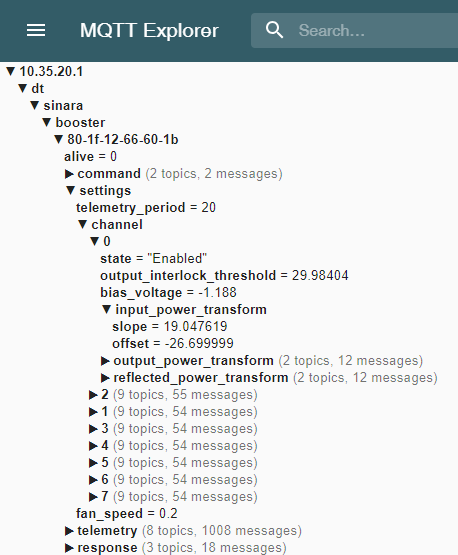 MQTT Explorer
Search...
▼ 10.35.20.1
▼ dt
▼ sinara
▼ booster
▼ 80-1f-12-66-60-1b
alive = 0
▶ command (2 topics, 2 messages)
▼ settings
telemetry_period = 20
▼ channel
▼ 0
state = "Enabled"
output_interlock_threshold = 29.98404
bias_voltage = -1.188
▼ input_power_transform
slope = 19.047619
offset = -26.699999
▶ output_power_transform (2 topics, 12 messages)
▶ reflected_power_transform (2 topics, 12 messages)
▶ 2 (9 topics, 55 messages)
▶ 1 (9 topics, 54 messages)
▶ 3 (9 topics, 54 messages)
▶ 4 (9 topics, 54 messages)
▶ 5 (9 topics, 54 messages)
▶ 6 (9 topics, 54 messages)
▶ 7 (9 topics, 54 messages)
fan_speed = 0.2
▶ telemetry (8 topics, 1008 messages)
▶ response (3 topics, 18 messages)